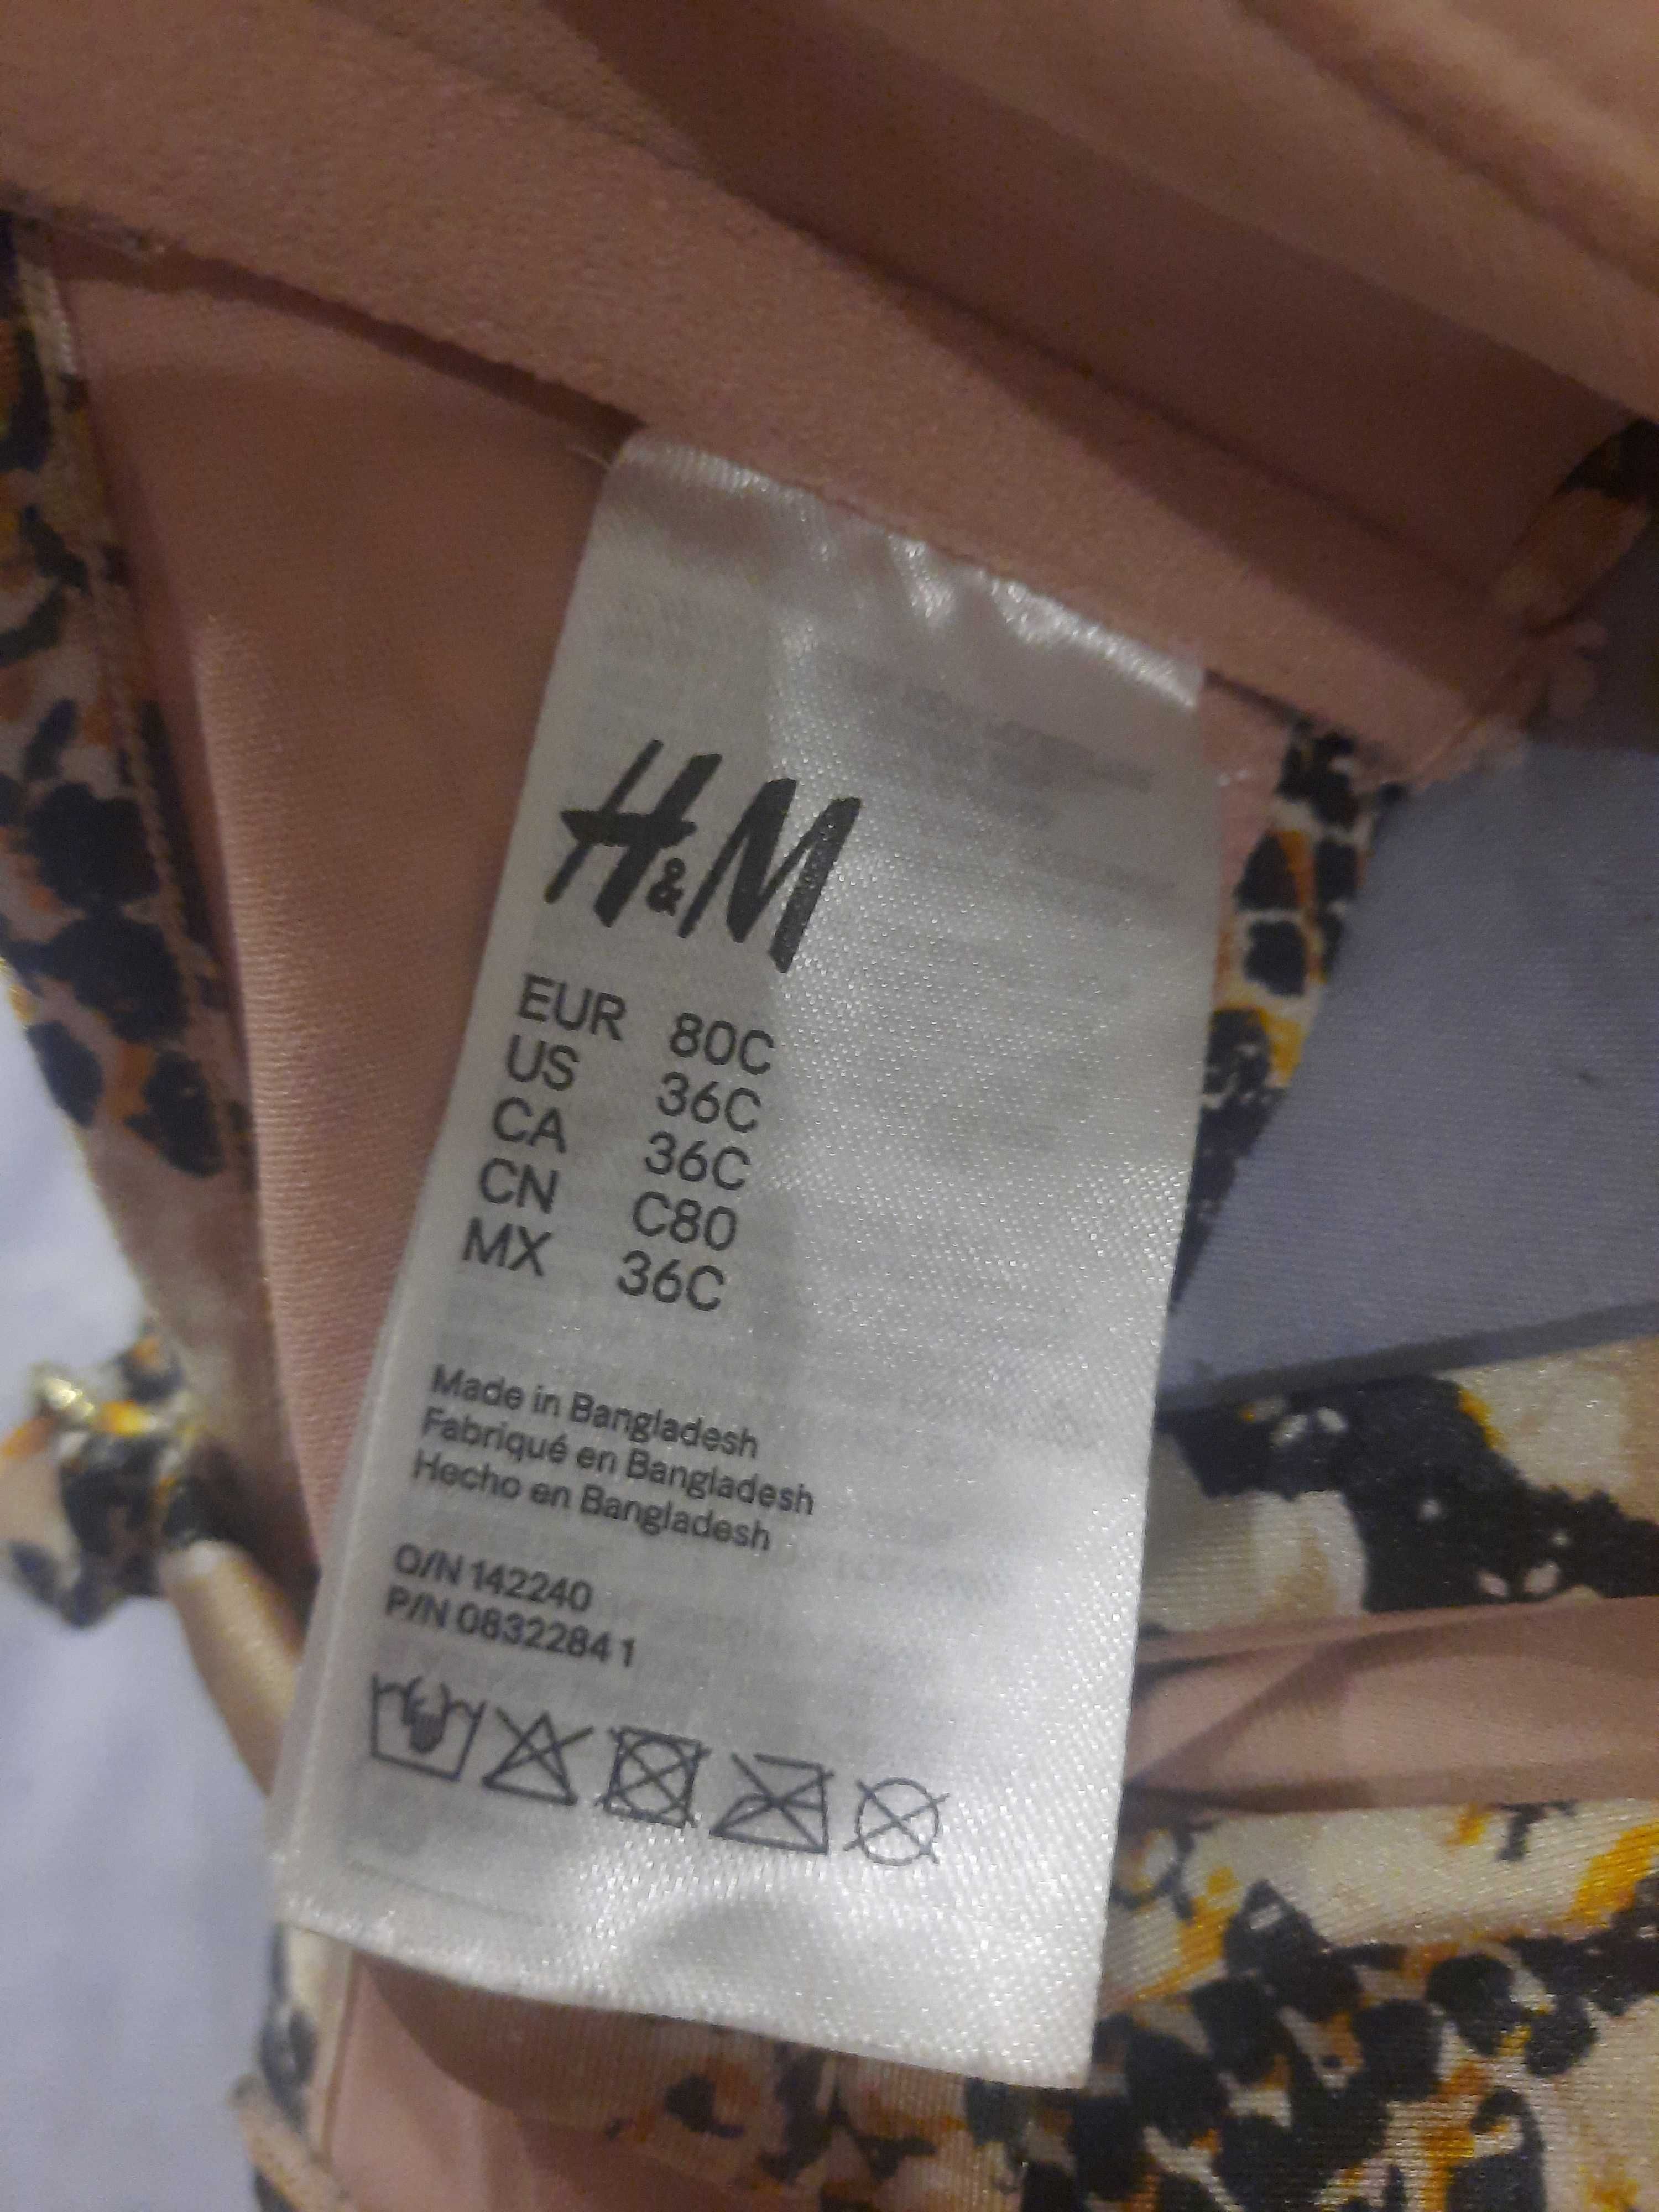 H&M
EUR 80C
US 36C
CA 36C
CN C80
MX 36C
Made in Bangladesh
Fabriqué en Bangladesh
Hecho en Bangladesh
O/N 142240
P/N 0832284 1